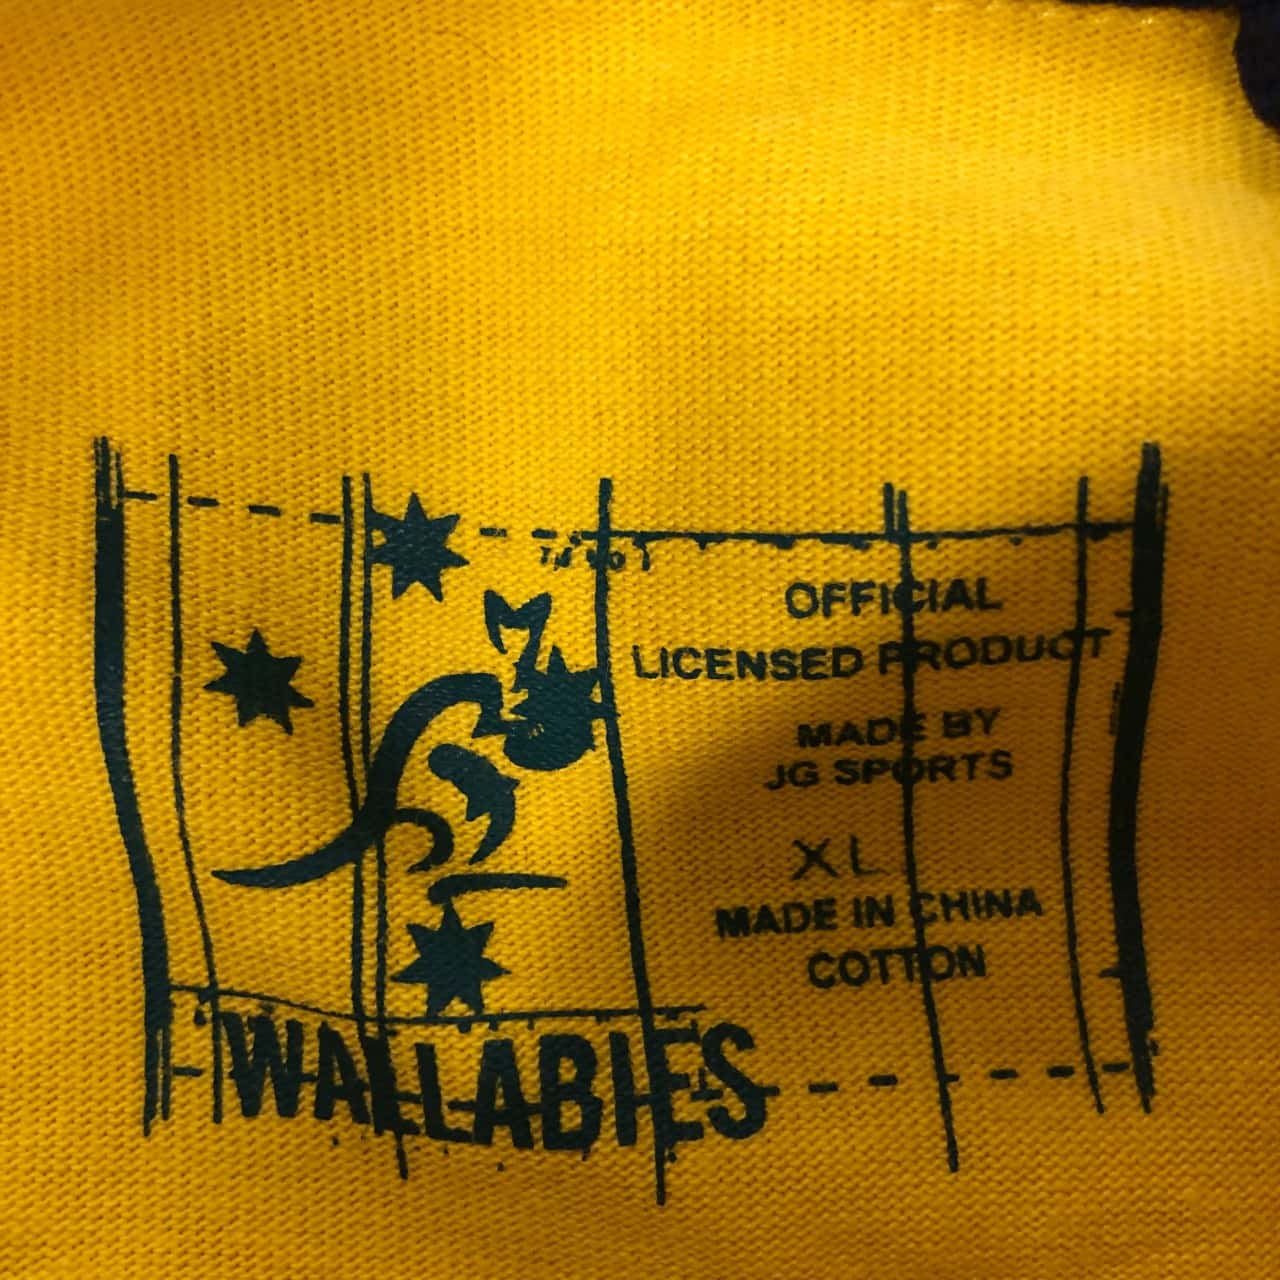 OFFICIAL
LICENSED PRODUCT
MADE BY
JG SPORTS
XL
MADE IN CHINA
COTTON
WALLABIES